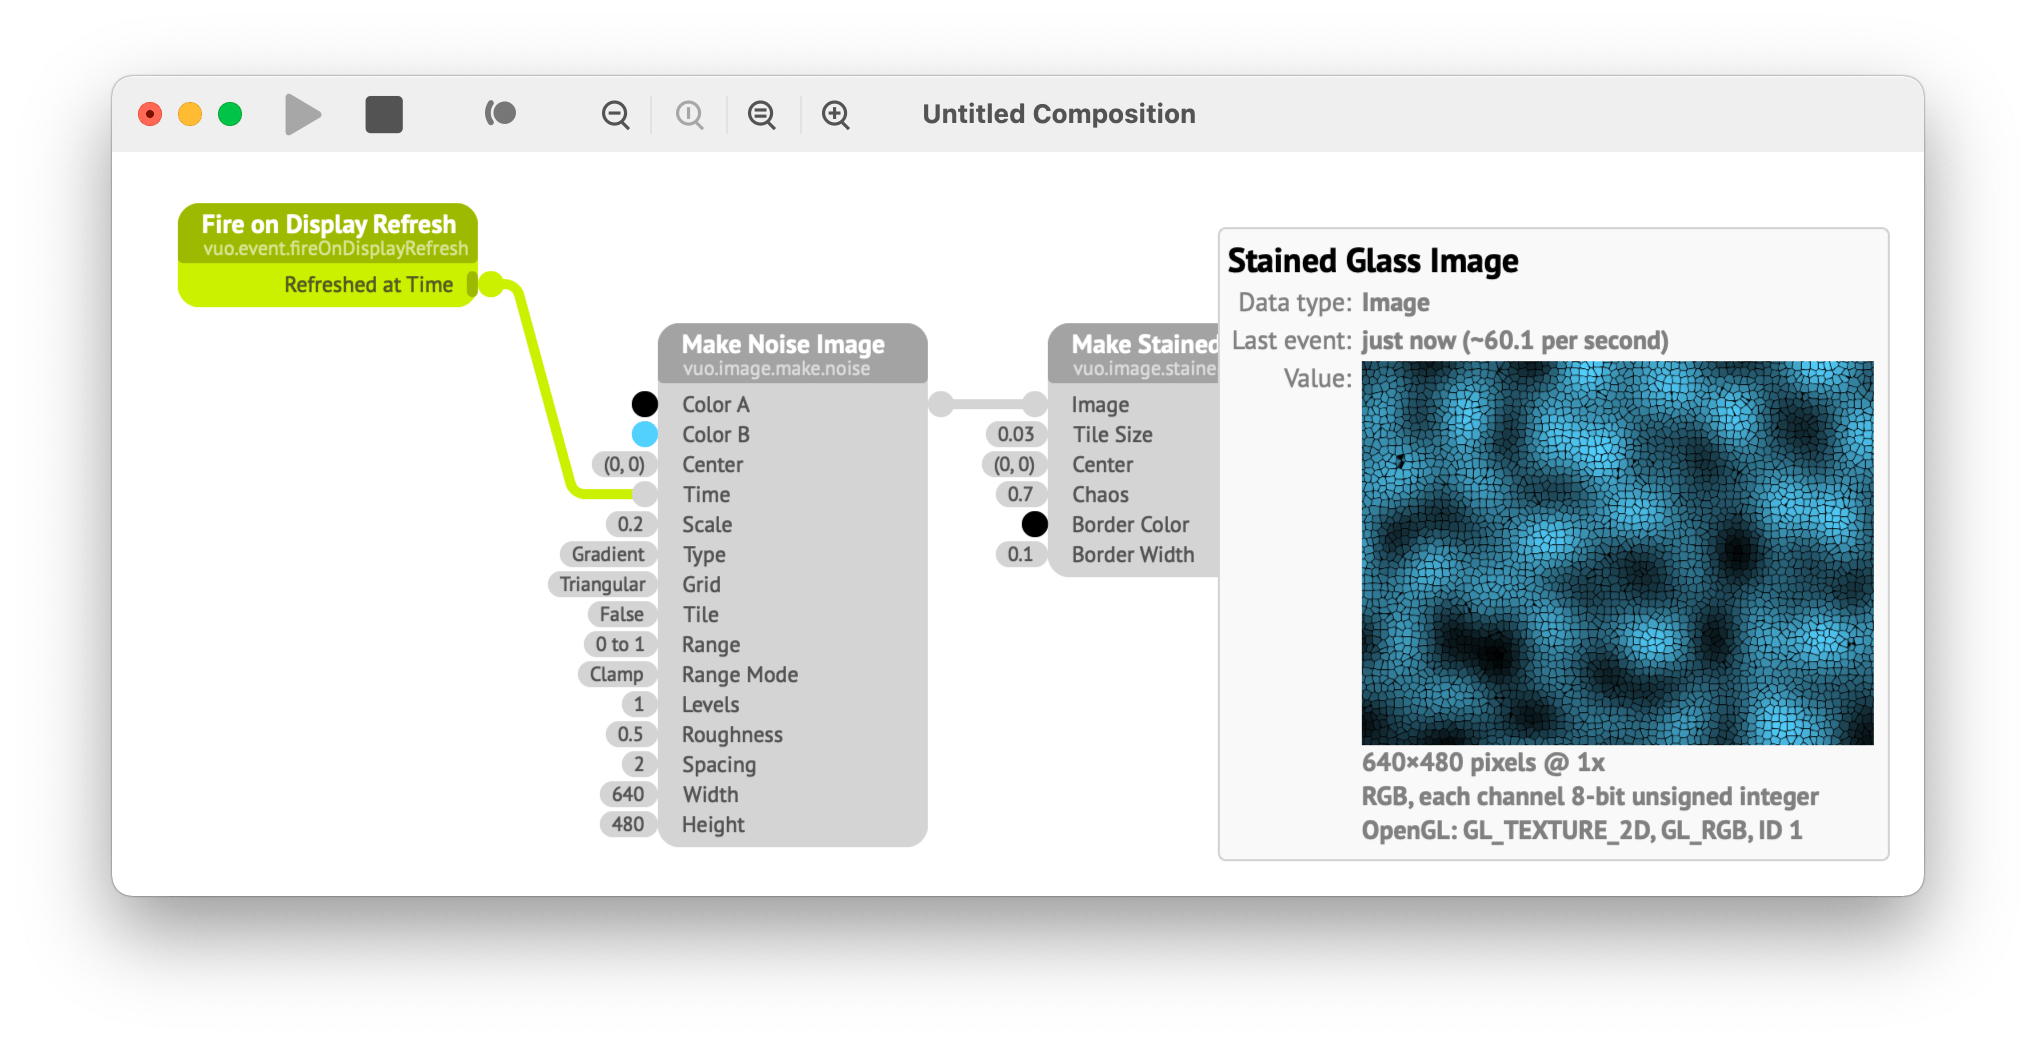 Untitled Composition
Fire on Display Refresh
vuo.event.fireOnDisplayRefresh
Refreshed at Time
Make Noise Image
vuo.image.make.noise
Color A
Color B
(0, 0) Center
Time
0.2 Scale
Gradient Type
Triangular Grid
False Tile
0 to 1 Range
Clamp Range Mode
1 Levels
0.5 Roughness
2 Spacing
640 Width
480 Height
Make Stained
vuo.image.staine
Image
0.03 Tile Size
(0, 0) Center
0.7 Chaos
Border Color
0.1 Border Width
Stained Glass Image
Data type: Image
Last event: just now (~60.1 per second)
Value:
640×480 pixels @ 1x
RGB, each channel 8-bit unsigned integer
OpenGL: GL_TEXTURE_2D, GL_RGB, ID 1